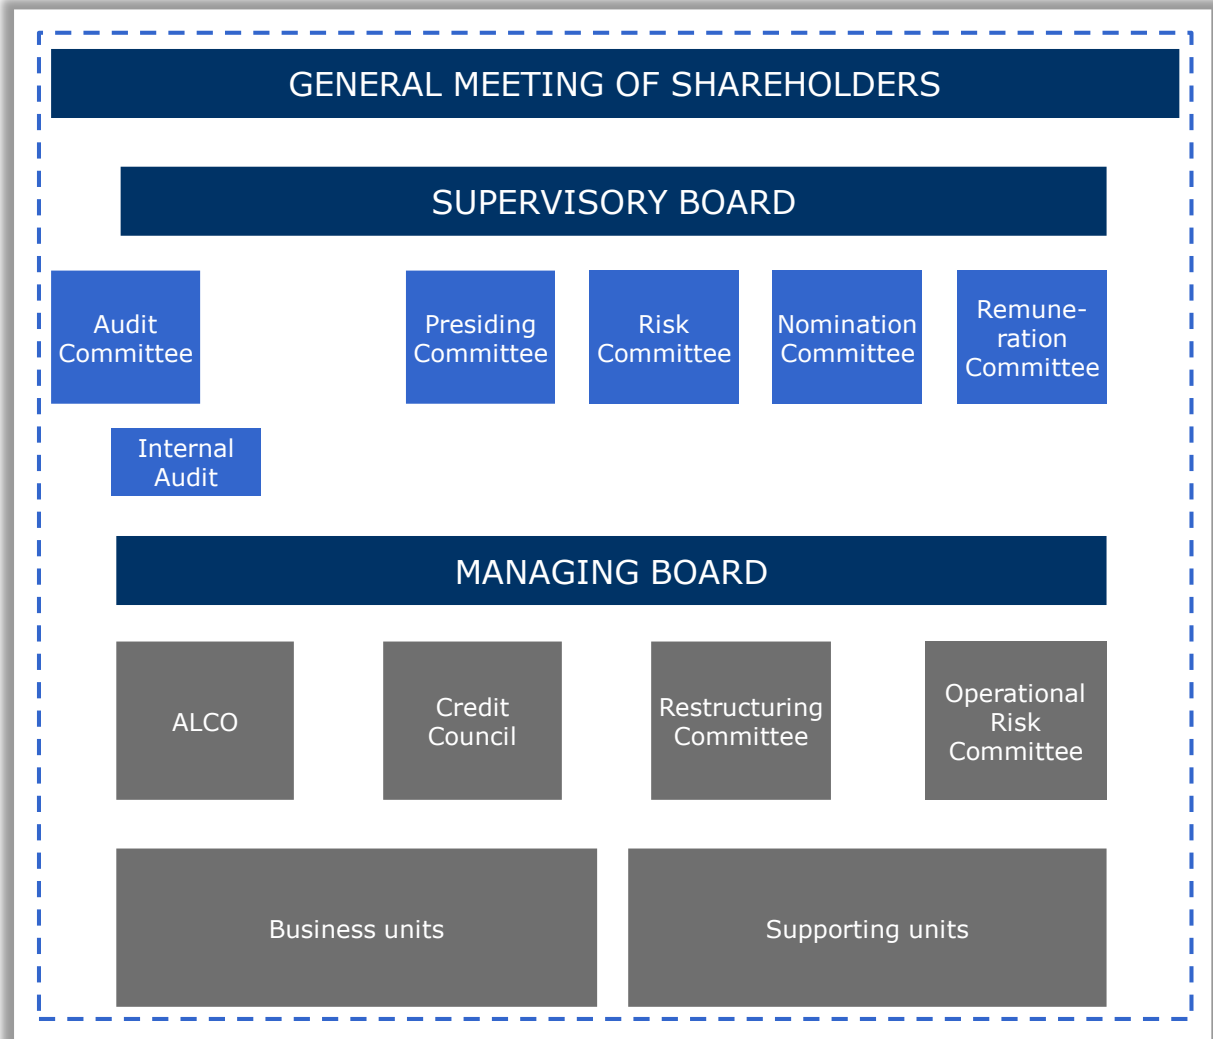 GENERAL MEETING OF SHAREHOLDERS
SUPERVISORY BOARD
Audit
Committee
Presiding
Committee
Risk
Committee
Nomination
Committee
Remune-
ration
Committee
Internal
Audit
MANAGING BOARD
ALCO
Credit
Council
Restructuring
Committee
Operational
Risk
Committee
Business units
Supporting units